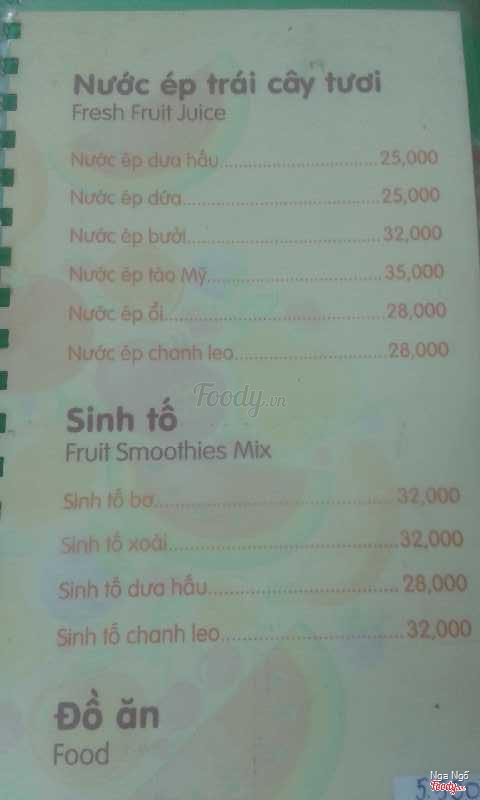 Nước ép trái cây tươi
Fresh Fruit Juice
Nước ép dưa hấu 25,000
Nước ép dứa 25,000
Nước ép bưởi 32,000
Nước ép táo Mỹ 35,000
Nước ép ổi 28,000
Nước ép chanh leo 28,000
Foody.vn
Sinh tố
Fruit Smoothies Mix
Sinh tố bơ 32,000
Sinh tố xoài 32,000
Sinh tố dưa hấu 28,000
Sinh tố chanh leo 32,000
Đồ ăn
Food
Nga Ngố
Foody.vn